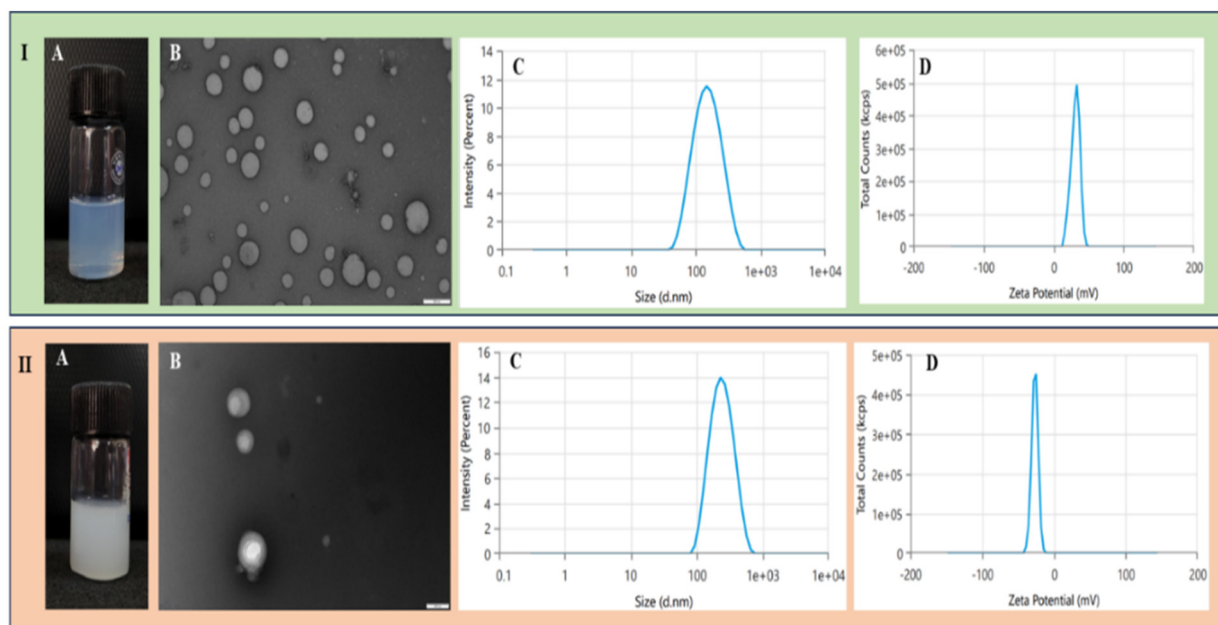 I
A
B
C
14
12
10
8
6
4
2
0
Intensity (Percent)
0.1
1
10
100
1e+03
1e+04
Size (d.nm)
D
6e+05
5e+05
4e+05
3e+05
2e+05
1e+05
0
Total Counts (kcps)
-200
-100
0
100
200
Zeta Potential (mV)
II
A
B
C
16
14
12
10
8
6
4
2
0
Intensity (Percent)
0.1
1
10
100
1e+03
1e+04
Size (d.nm)
D
5e+05
4e+05
3e+05
2e+05
1e+05
0
Total Counts (kcps)
-200
-100
0
100
200
Zeta Potential (mV)